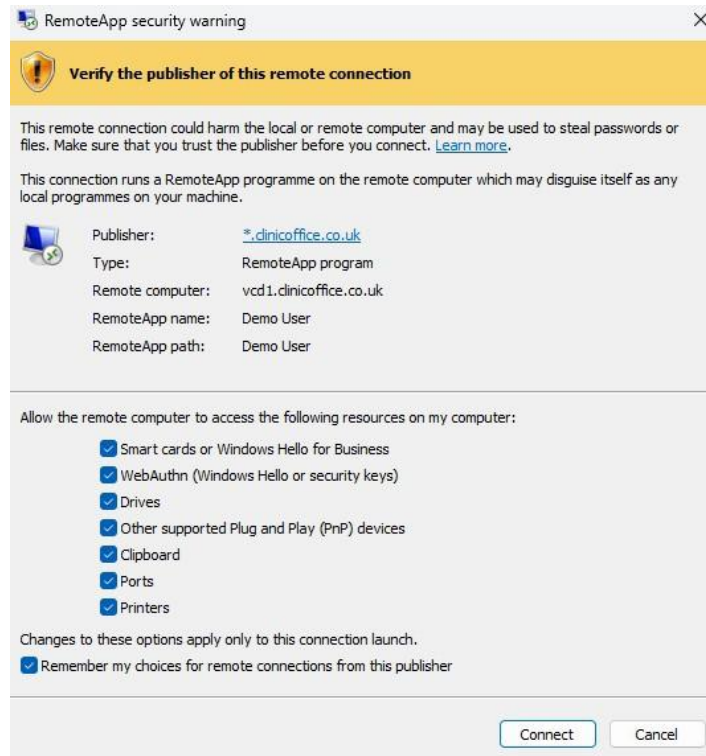 RemoteApp security warning
Verify the publisher of this remote connection
This remote connection could harm the local or remote computer and may be used to steal passwords or
files. Make sure that you trust the publisher before you connect. Learn more.
This connection runs a RemoteApp programme on the remote computer which may disguise itself as any
local programmes on your machine.
Publisher: *.clinicoffice.co.uk
Type: RemoteApp program
Remote computer: vcd1.clinicoffice.co.uk
RemoteApp name: Demo User
RemoteApp path: Demo User
Allow the remote computer to access the following resources on my computer:
Smart cards or Windows Hello for Business
WebAuthn (Windows Hello or security keys)
Drives
Other supported Plug and Play (PnP) devices
Clipboard
Ports
Printers
Changes to these options apply only to this connection launch.
Remember my choices for remote connections from this publisher
Connect Cancel